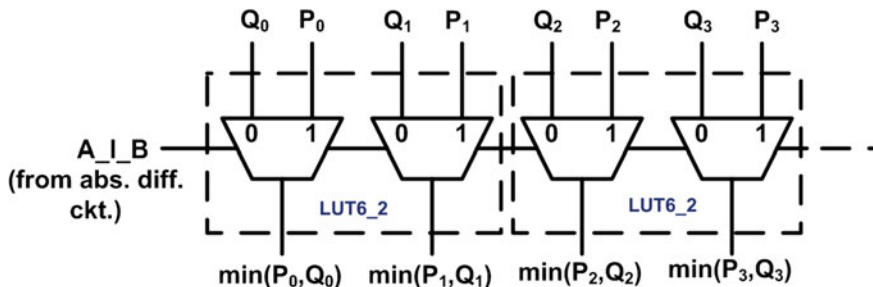 Q0 P0 Q1 P1 Q2 P2 Q3 P3
0 1 0 1 0 1 0 1
A_I_B
(from abs. diff.
ckt.)
LUT6_2 LUT6_2
min(P0,Q0) min(P1,Q1) min(P2,Q2) min(P3,Q3)